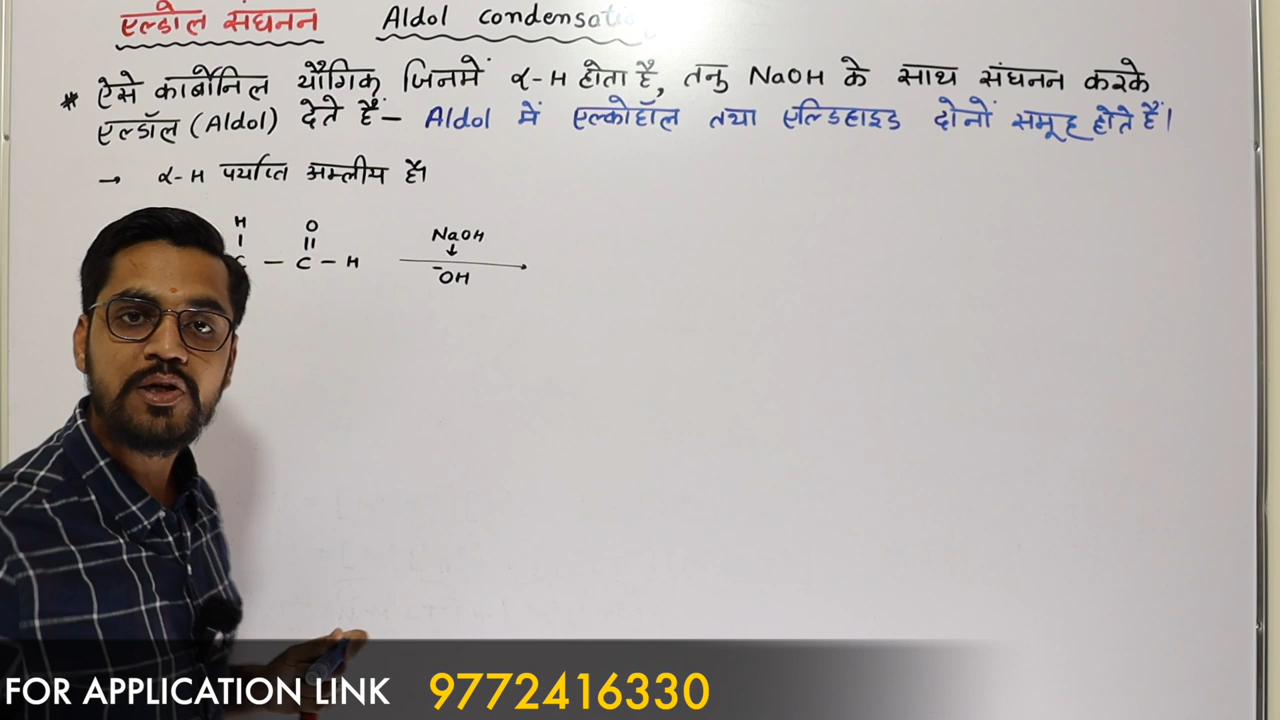 एल्डोल संघनन Aldol condensati
* ऐसे कार्बोनिल यौगिक जिनमें α-H होता है, तनु NaOH के साथ संघनन करके
एल्डॉल (Aldol) देते हैं- Aldol में एल्कोहॉल तथा एल्डिहाइड दोनों समूह होते हैं।
→ α-H पर्याप्त अम्लीय है।
H O NaOH
C - C - H ↓
⁻OH
FOR APPLICATION LINK 9772416330